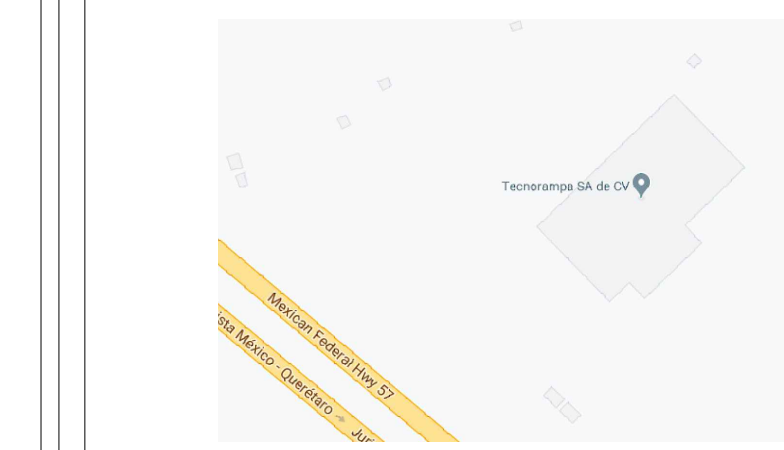 Tecnorampa SA de CV
Mexican Federal Hwy 57
ista México - Querétaro